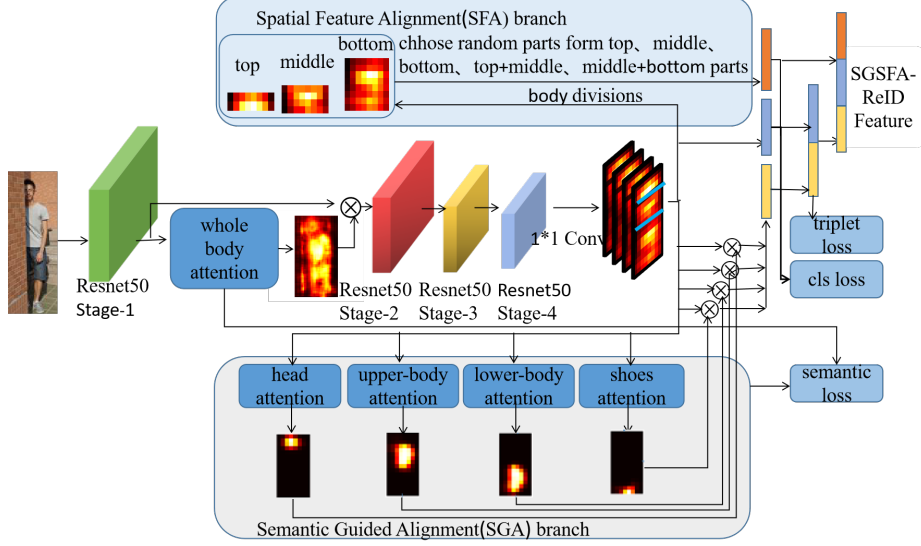 Spatial Feature Alignment(SFA) branch
top
middle
bottom
chhose random parts form top、middle、
bottom、top+middle、middle+bottom parts
body divisions
SGSFA-
ReID
Feature
whole
body
attention
1*1 Conv
Resnet50
Stage-1
Resnet50
Stage-2
Resnet50
Stage-3
Resnet50
Stage-4
triplet
loss
cls loss
semantic
loss
head
attention
upper-body
attention
lower-body
attention
shoes
attention
Semantic Guided Alignment(SGA) branch